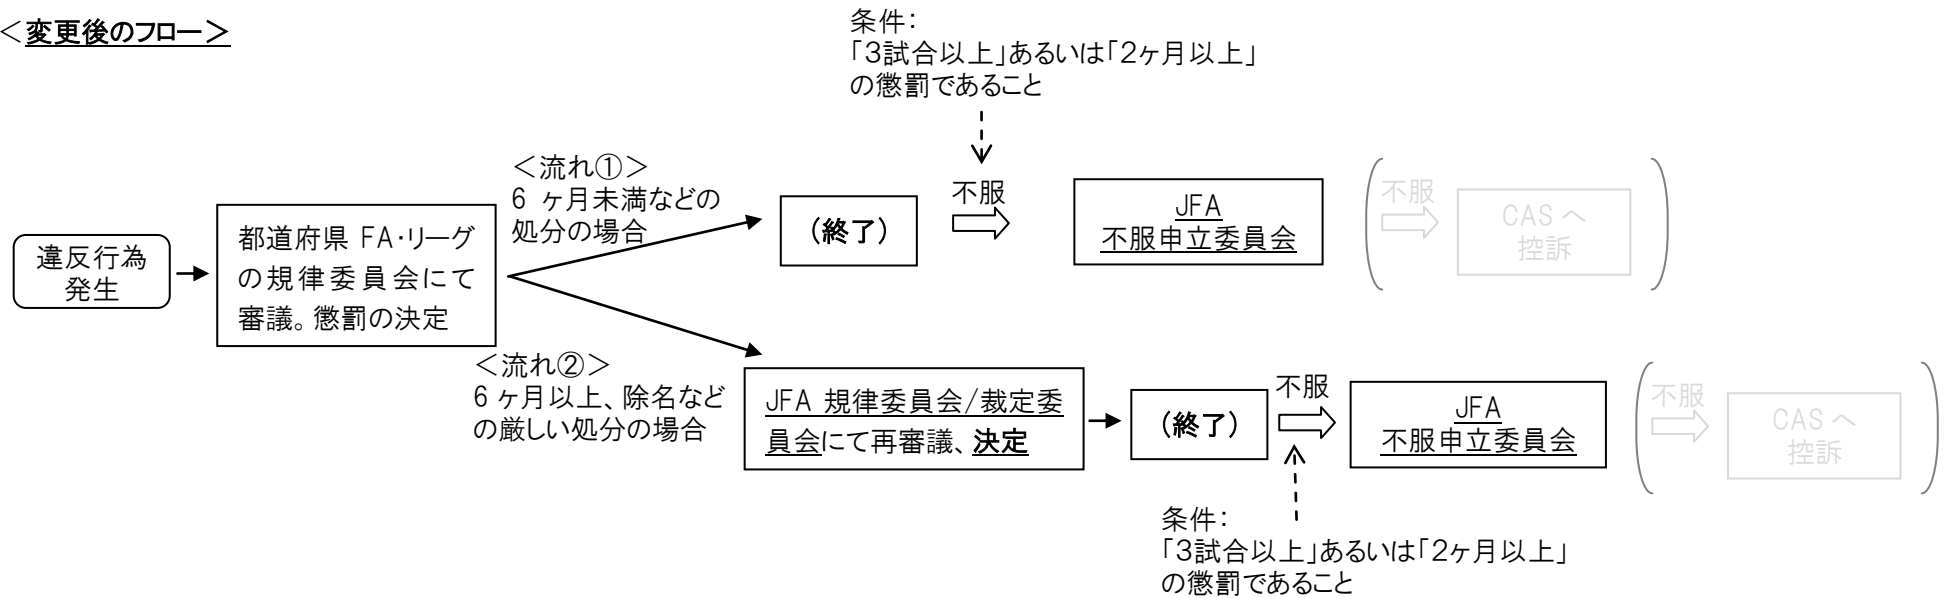 ＜変更後のフロー＞
条件：
「3試合以上」あるいは「2ヶ月以上」
の懲罰であること
違反行為
発生
都道府県 FA・リーグ
の規律委員会にて
審議。懲罰の決定
＜流れ①＞
6 ヶ月未満などの
処分の場合
（終了）
不服
JFA
不服申立委員会
不服
CAS へ
控訴
＜流れ②＞
6 ヶ月以上、除名など
の厳しい処分の場合
JFA 規律委員会/裁定委
員会にて再審議、決定
（終了）
不服
JFA
不服申立委員会
不服
CAS へ
控訴
条件：
「3試合以上」あるいは「2ヶ月以上」
の懲罰であること